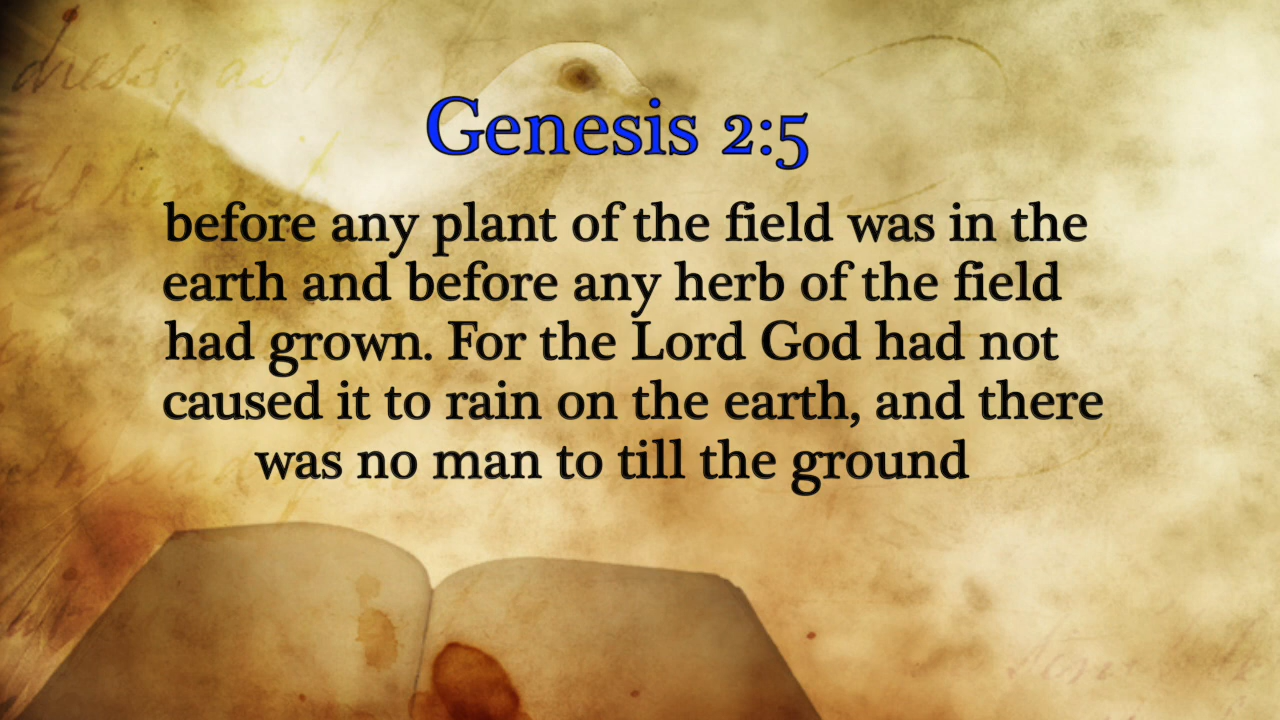 Genesis 2:5
before any plant of the field was in the
earth and before any herb of the field
had grown. For the Lord God had not
caused it to rain on the earth, and there
was no man to till the ground